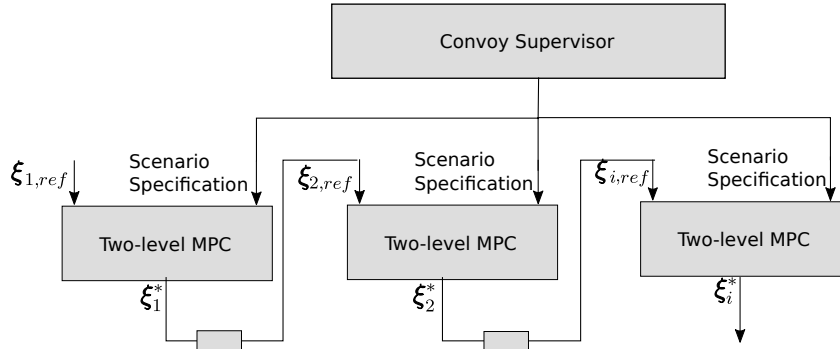 Convoy Supervisor
ξ1,ref
Scenario
Specification
ξ2,ref
Scenario
Specification
ξi,ref
Scenario
Specification
Two-level MPC
Two-level MPC
Two-level MPC
ξ1*
ξ2*
ξi*